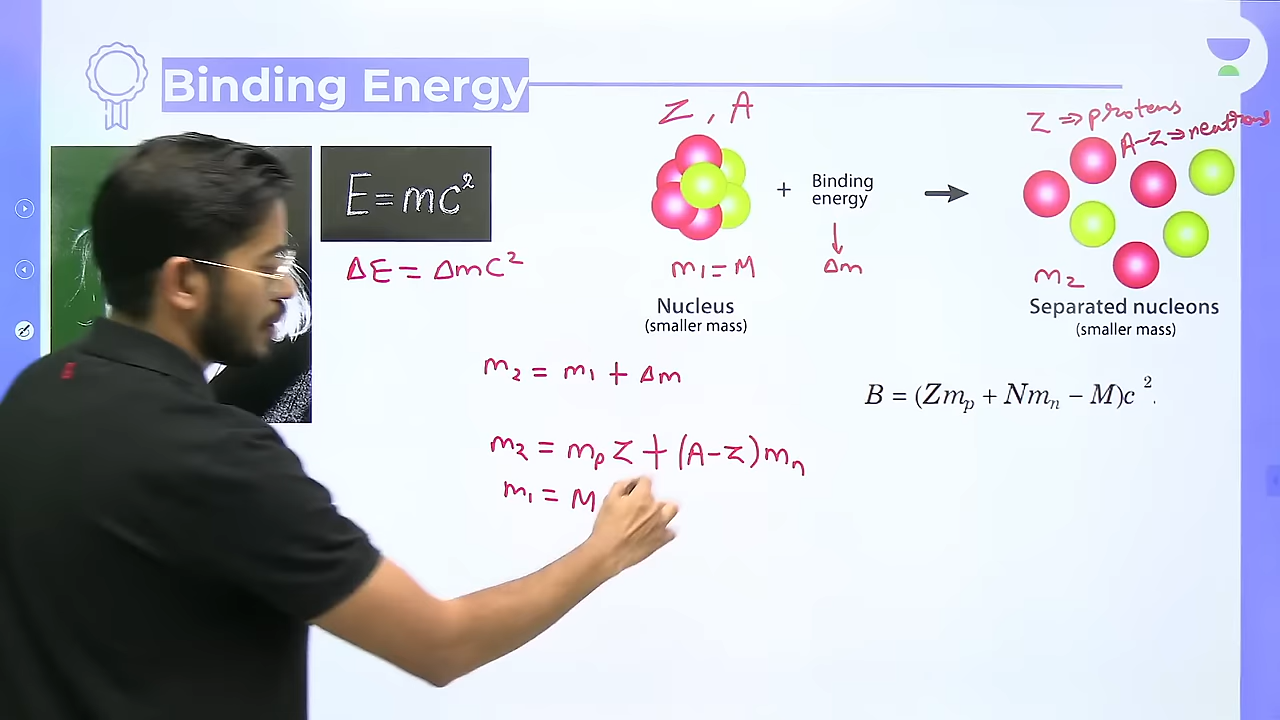 Binding Energy
E = mc²
ΔE = Δmc²
Z, A
+ Binding
energy
Δm
m₁ = M
Nucleus
(smaller mass)
Z ⇒ protons
A-Z ⇒ neutrons
m₂
Separated nucleons
(smaller mass)
m₂ = m₁ + Δm
B = (Zmₚ + Nmₙ − M)c².
m₂ = mₚZ + (A-Z)mₙ
m₁ = M